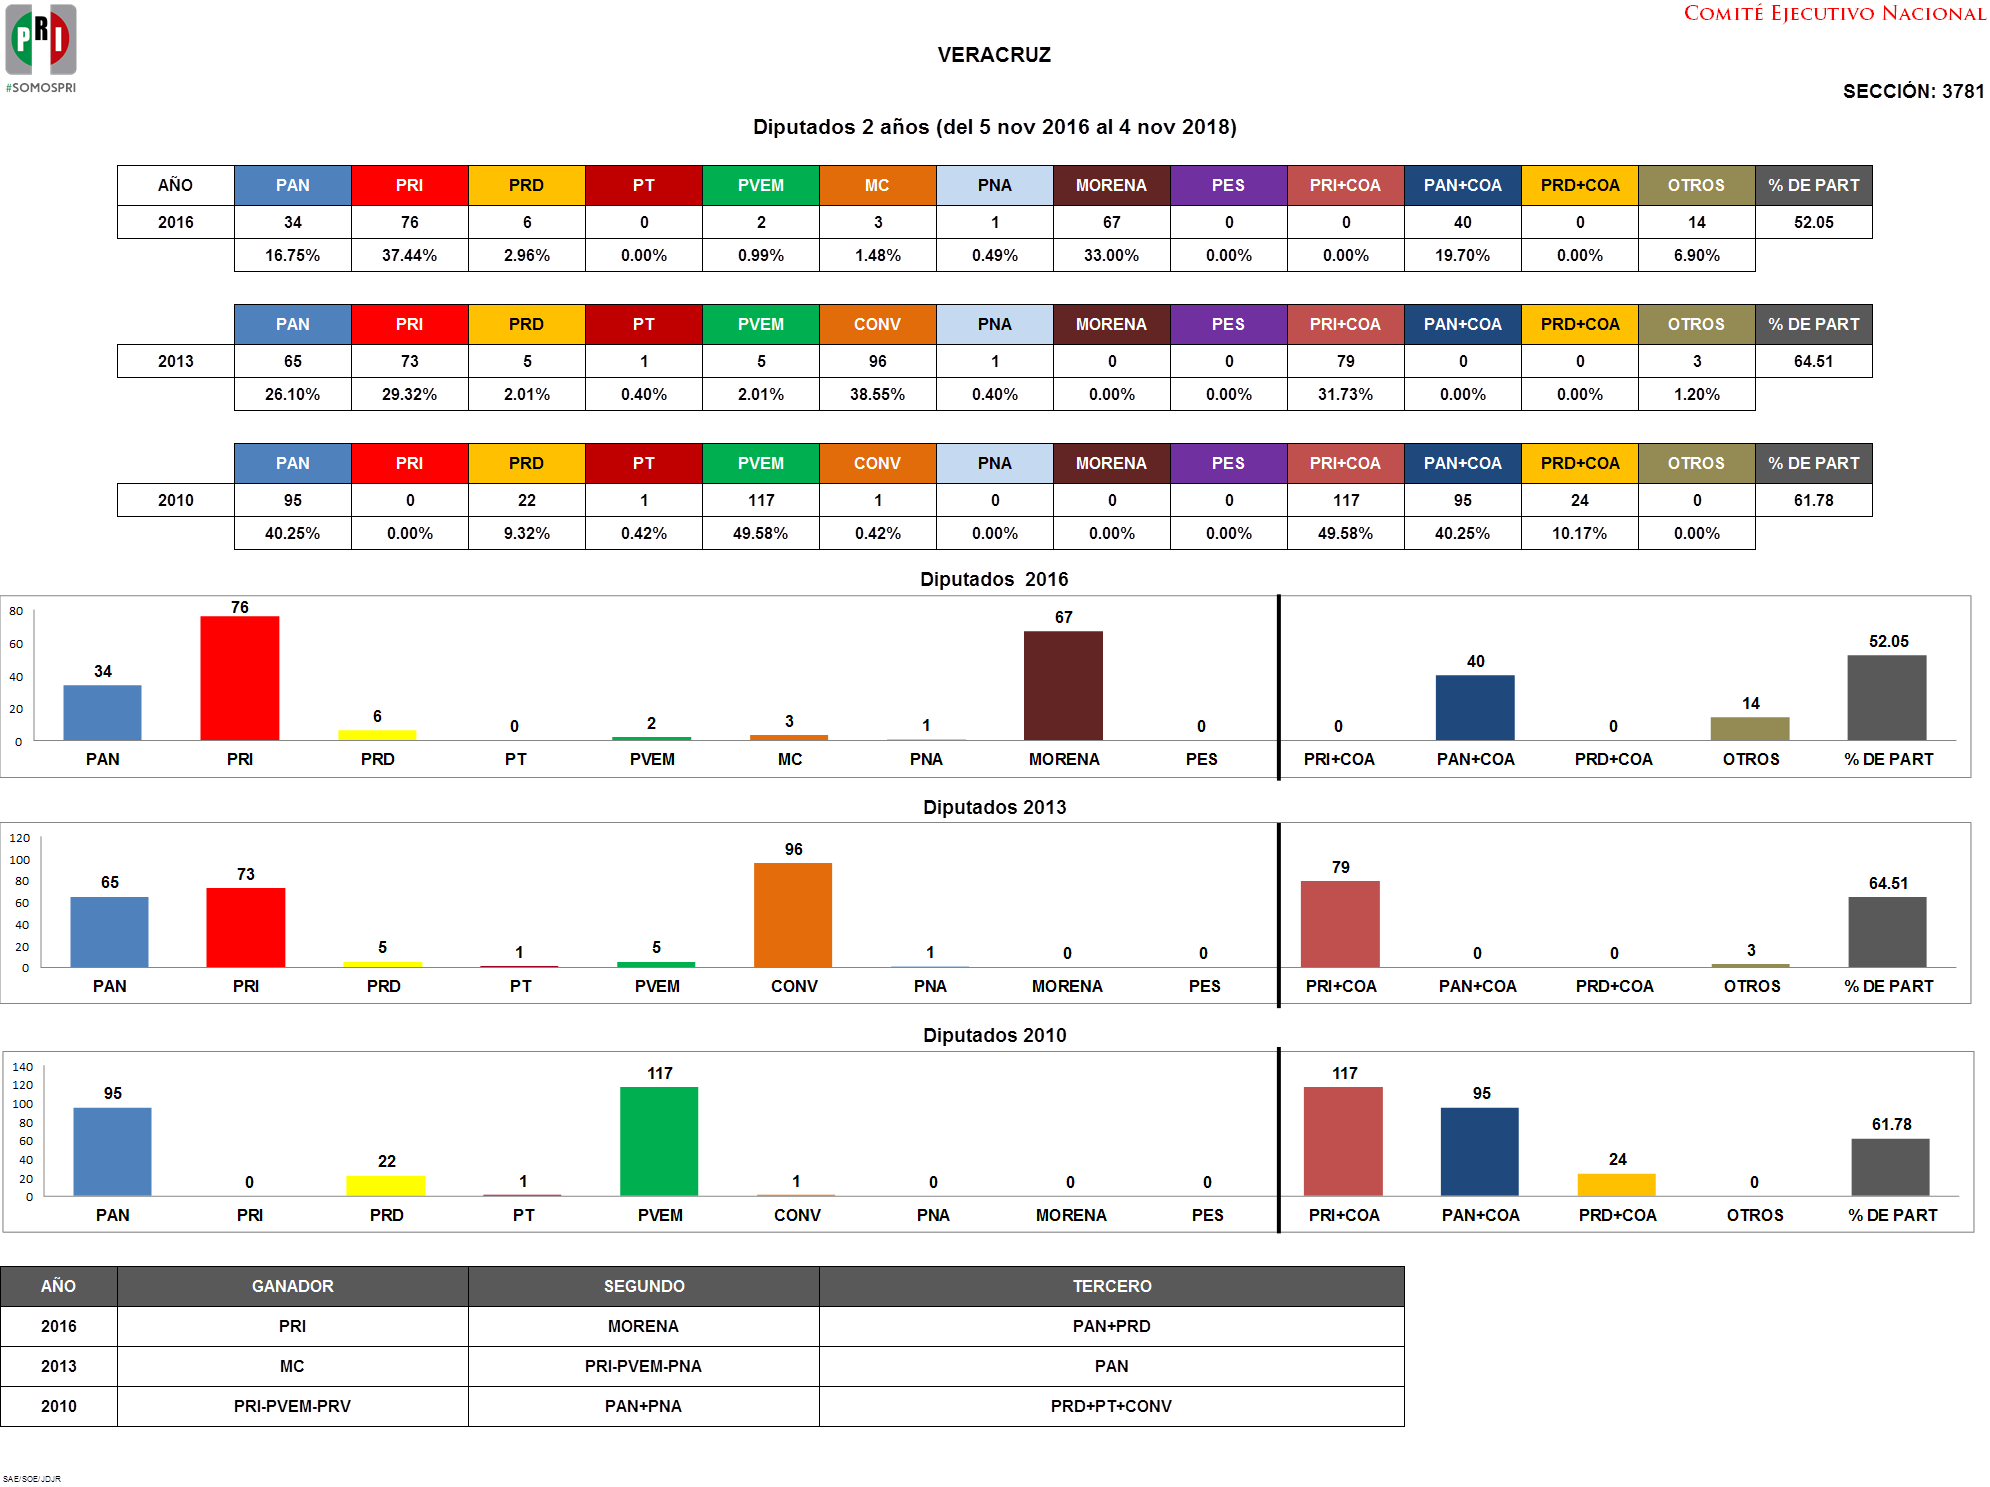 PRI
#SOMOSPRI
COMITÉ EJECUTIVO NACIONAL
VERACRUZ
SECCIÓN: 3781
Diputados 2 años (del 5 nov 2016 al 4 nov 2018)
AÑO PAN PRI PRD PT PVEM MC PNA MORENA PES PRI+COA PAN+COA PRD+COA OTROS % DE PART
2016 34 76 6 0 2 3 1 67 0 0 40 0 14 52.05
16.75% 37.44% 2.96% 0.00% 0.99% 1.48% 0.49% 33.00% 0.00% 0.00% 19.70% 0.00% 6.90%
PAN PRI PRD PT PVEM CONV PNA MORENA PES PRI+COA PAN+COA PRD+COA OTROS % DE PART
2013 65 73 5 1 5 96 1 0 0 79 0 0 3 64.51
26.10% 29.32% 2.01% 0.40% 2.01% 38.55% 0.40% 0.00% 0.00% 31.73% 0.00% 0.00% 1.20%
PAN PRI PRD PT PVEM CONV PNA MORENA PES PRI+COA PAN+COA PRD+COA OTROS % DE PART
2010 95 0 22 1 117 1 0 0 0 117 95 24 0 61.78
40.25% 0.00% 9.32% 0.42% 49.58% 0.42% 0.00% 0.00% 0.00% 49.58% 40.25% 10.17% 0.00%
Diputados 2016
80
60
40
20
0
34 76 6 0 2 3 1 67 0 0 40 0 14 52.05
PAN PRI PRD PT PVEM MC PNA MORENA PES PRI+COA PAN+COA PRD+COA OTROS % DE PART
Diputados 2013
120
100
80
60
40
20
0
65 73 5 1 5 96 1 0 0 79 0 0 3 64.51
PAN PRI PRD PT PVEM CONV PNA MORENA PES PRI+COA PAN+COA PRD+COA OTROS % DE PART
Diputados 2010
140
120
100
80
60
40
20
0
95 0 22 1 117 1 0 0 0 117 95 24 0 61.78
PAN PRI PRD PT PVEM CONV PNA MORENA PES PRI+COA PAN+COA PRD+COA OTROS % DE PART
AÑO GANADOR SEGUNDO TERCERO
2016 PRI MORENA PAN+PRD
2013 MC PRI-PVEM-PNA PAN
2010 PRI-PVEM-PRV PAN+PNA PRD+PT+CONV
SAE/SOE/JDJR